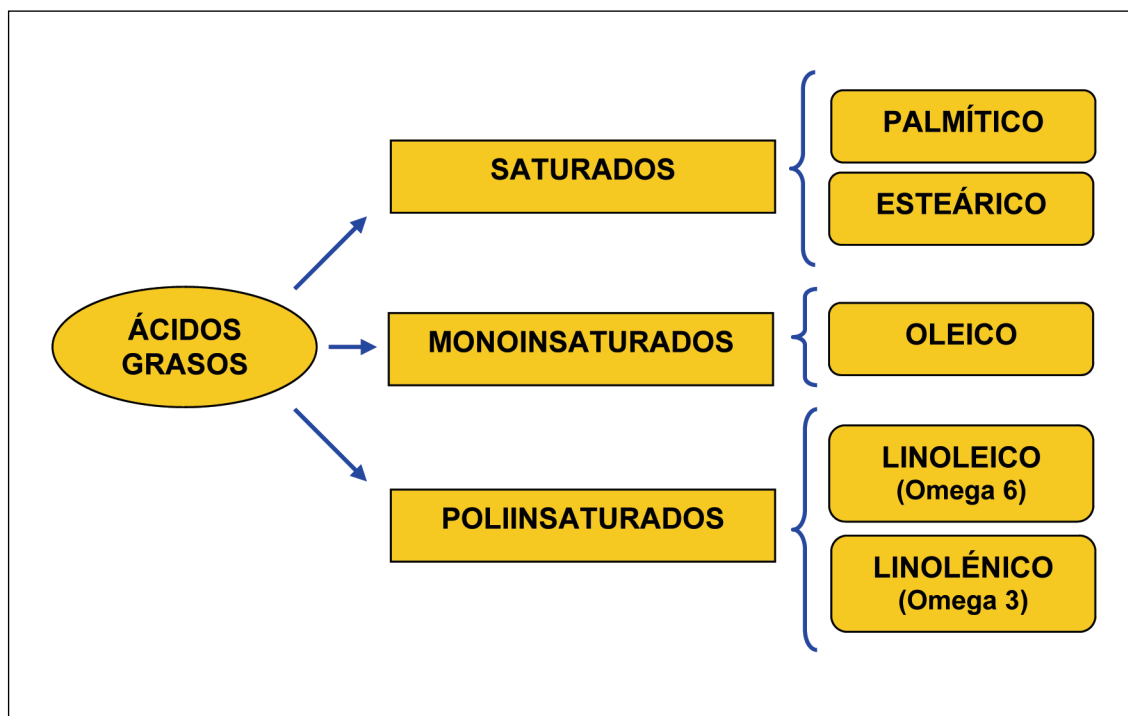 ÁCIDOS
GRASOS
SATURADOS
PALMÍTICO
ESTEÁRICO
MONOINSATURADOS
OLEICO
POLIINSATURADOS
LINOLEICO
(Omega 6)
LINOLÉNICO
(Omega 3)